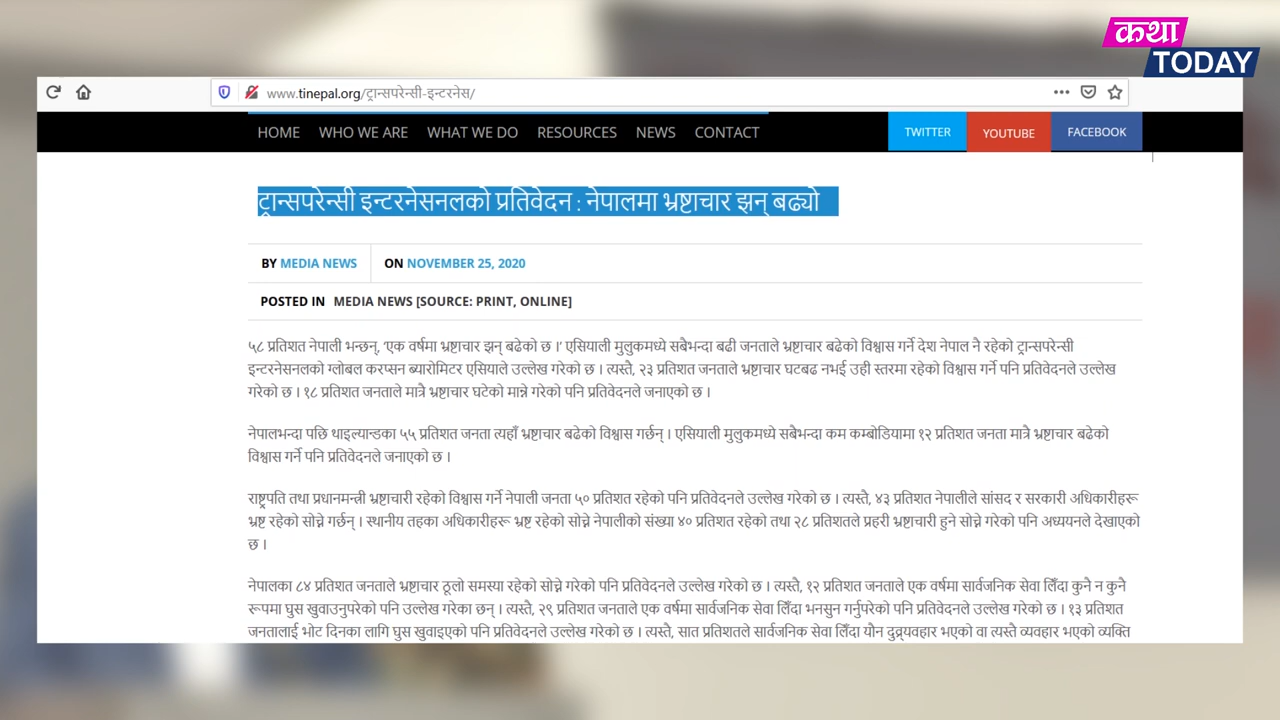 कथा
TODAY
www.tinepal.org/ट्रान्सपरेन्सी-इन्टरनेस/
HOME WHO WE ARE WHAT WE DO RESOURCES NEWS CONTACT TWITTER YOUTUBE FACEBOOK
ट्रान्सपरेन्सी इन्टरनेसनलको प्रतिवेदन : नेपालमा भ्रष्टाचार झन् बढ्यो
BY MEDIA NEWS ON NOVEMBER 25, 2020
POSTED IN MEDIA NEWS [SOURCE: PRINT, ONLINE]
५८ प्रतिशत नेपाली भन्छन्, 'एक वर्षमा भ्रष्टाचार झन् बढेको छ ।' एसियाली मुलुकमध्ये सबैभन्दा बढी जनताले भ्रष्टाचार बढेको विश्वास गर्ने देश नेपाल नै रहेको ट्रान्सपरेन्सी
इन्टरनेसनलको ग्लोबल करप्सन ब्यारोमिटर एसियाले उल्लेख गरेको छ । त्यस्तै, २३ प्रतिशत जनताले भ्रष्टाचार घटबढ नभई उही स्तरमा रहेको विश्वास गर्ने पनि प्रतिवेदनले उल्लेख
गरेको छ । १८ प्रतिशत जनताले मात्रै भ्रष्टाचार घटेको मान्ने गरेको पनि प्रतिवेदनले जनाएको छ ।
नेपालभन्दा पछि थाइल्यान्डका ५५ प्रतिशत जनता त्यहाँ भ्रष्टाचार बढेको विश्वास गर्छन् । एसियाली मुलुकमध्ये सबैभन्दा कम कम्बोडियामा १२ प्रतिशत जनता मात्रै भ्रष्टाचार बढेको
विश्वास गर्ने पनि प्रतिवेदनले जनाएको छ ।
राष्ट्रपति तथा प्रधानमन्त्री भ्रष्टाचारी रहेको विश्वास गर्ने नेपाली जनता ५० प्रतिशत रहेको पनि प्रतिवेदनले उल्लेख गरेको छ । त्यस्तै, ४३ प्रतिशत नेपालीले सांसद र सरकारी अधिकारीहरू
भ्रष्ट रहेको सोच्ने गर्छन् । स्थानीय तहका अधिकारीहरू भ्रष्ट रहेको सोच्ने नेपालीको संख्या ४० प्रतिशत रहेको तथा २८ प्रतिशतले प्रहरी भ्रष्टाचारी हुने सोच्ने गरेको पनि अध्ययनले देखाएको
छ ।
नेपालका ८४ प्रतिशत जनताले भ्रष्टाचार ठूलो समस्या रहेको सोच्ने गरेको पनि प्रतिवेदनले उल्लेख गरेको छ । त्यस्तै, १२ प्रतिशत जनताले एक वर्षमा सार्वजनिक सेवा लिँदा कुनै न कुनै
रूपमा घुस खुवाउनुपरेको पनि उल्लेख गरेका छन् । त्यस्तै, २९ प्रतिशत जनताले एक वर्षमा सार्वजनिक सेवा लिँदा भनसुन गर्नुपरेको पनि प्रतिवेदनले उल्लेख गरेको छ । १३ प्रतिशत
जनतालाई भोट दिनका लागि घुस खुवाइएको पनि प्रतिवेदनले उल्लेख गरेको छ । त्यस्तै, सात प्रतिशतले सार्वजनिक सेवा लिँदा यौन दुव्र्यवहार भएको वा त्यस्तै व्यवहार भएको व्यक्ति